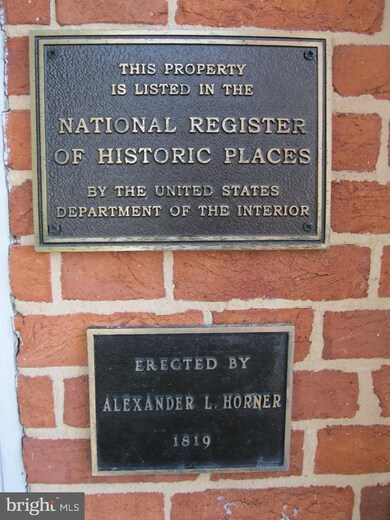 THIS PROPERTY
IS LISTED IN THE
NATIONAL REGISTER
OF HISTORIC PLACES
BY THE UNITED STATES
DEPARTMENT OF THE INTERIOR
ERECTED BY
ALEXANDER L. HORNER
1819
bright MLS